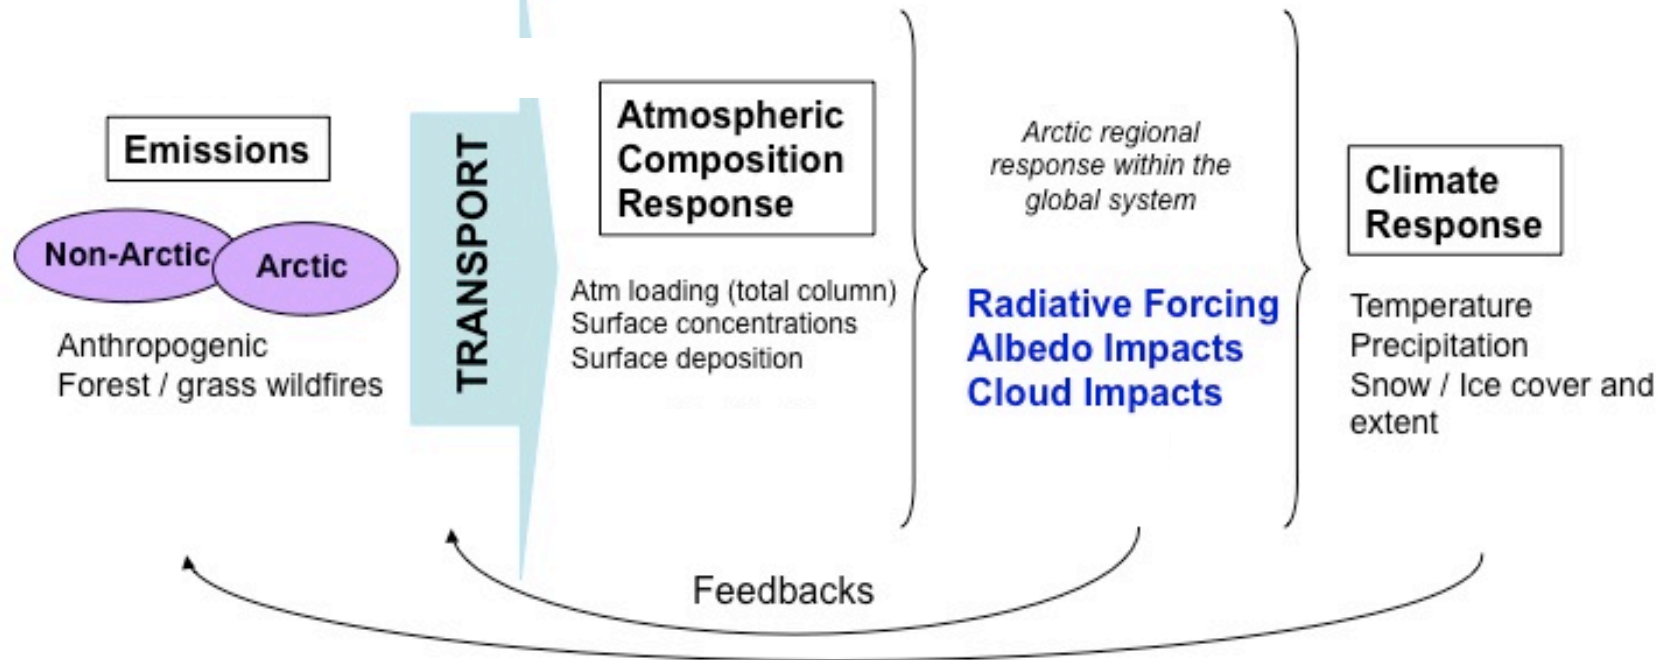 Emissions
Non-Arctic
Arctic
Anthropogenic
Forest / grass wildfires
TRANSPORT
Atmospheric
Composition
Response
Atm loading (total column)
Surface concentrations
Surface deposition
Arctic regional
response within the
global system
Radiative Forcing
Albedo Impacts
Cloud Impacts
Climate
Response
Temperature
Precipitation
Snow / Ice cover and
extent
Feedbacks